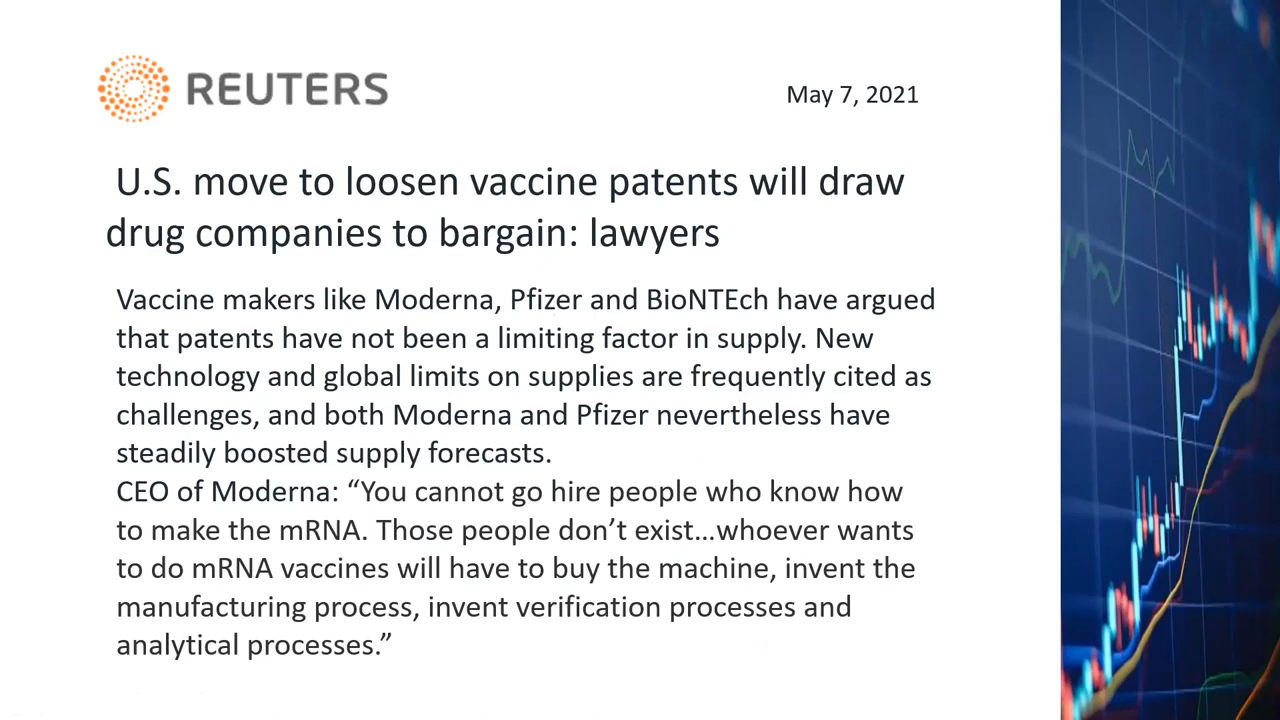 REUTERS
May 7, 2021
U.S. move to loosen vaccine patents will draw
drug companies to bargain: lawyers
Vaccine makers like Moderna, Pfizer and BioNTEch have argued
that patents have not been a limiting factor in supply. New
technology and global limits on supplies are frequently cited as
challenges, and both Moderna and Pfizer nevertheless have
steadily boosted supply forecasts.
CEO of Moderna: “You cannot go hire people who know how
to make the mRNA. Those people don’t exist…whoever wants
to do mRNA vaccines will have to buy the machine, invent the
manufacturing process, invent verification processes and
analytical processes.”